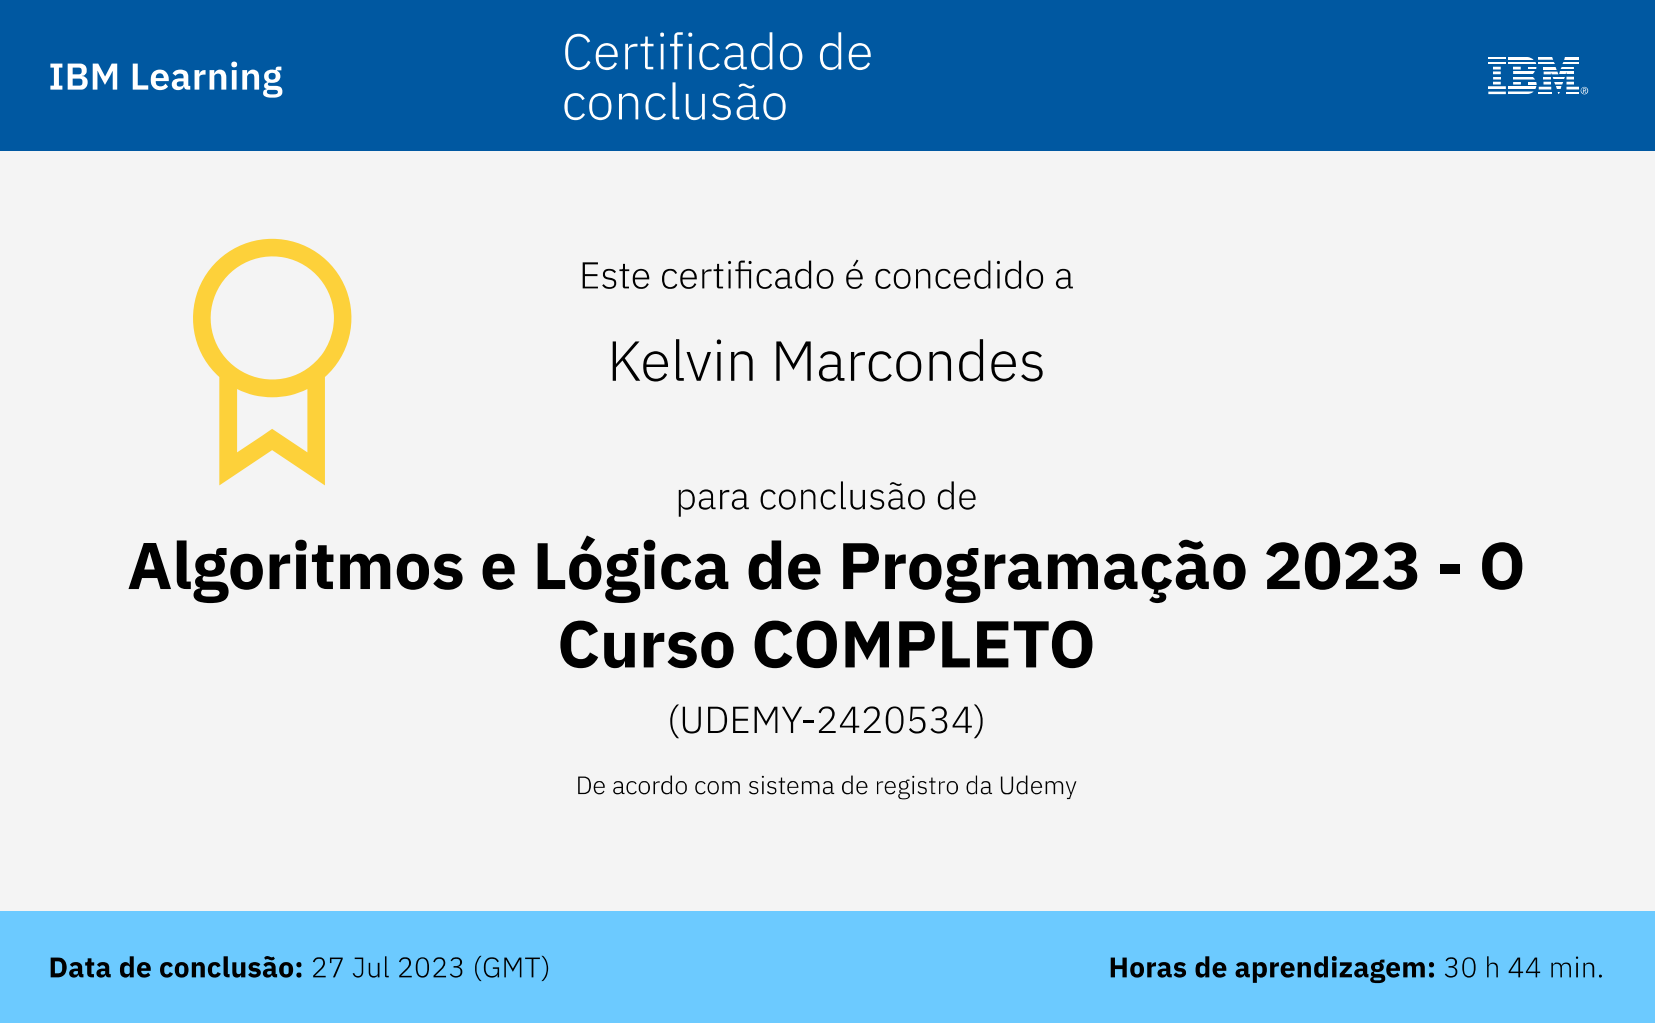 IBM Learning
Certificado de
conclusão
IBM®
Este certificado é concedido a
Kelvin Marcondes
para conclusão de
Algoritmos e Lógica de Programação 2023 - O
Curso COMPLETO
(UDEMY-2420534)
De acordo com sistema de registro da Udemy
Data de conclusão: 27 Jul 2023 (GMT)
Horas de aprendizagem: 30 h 44 min.